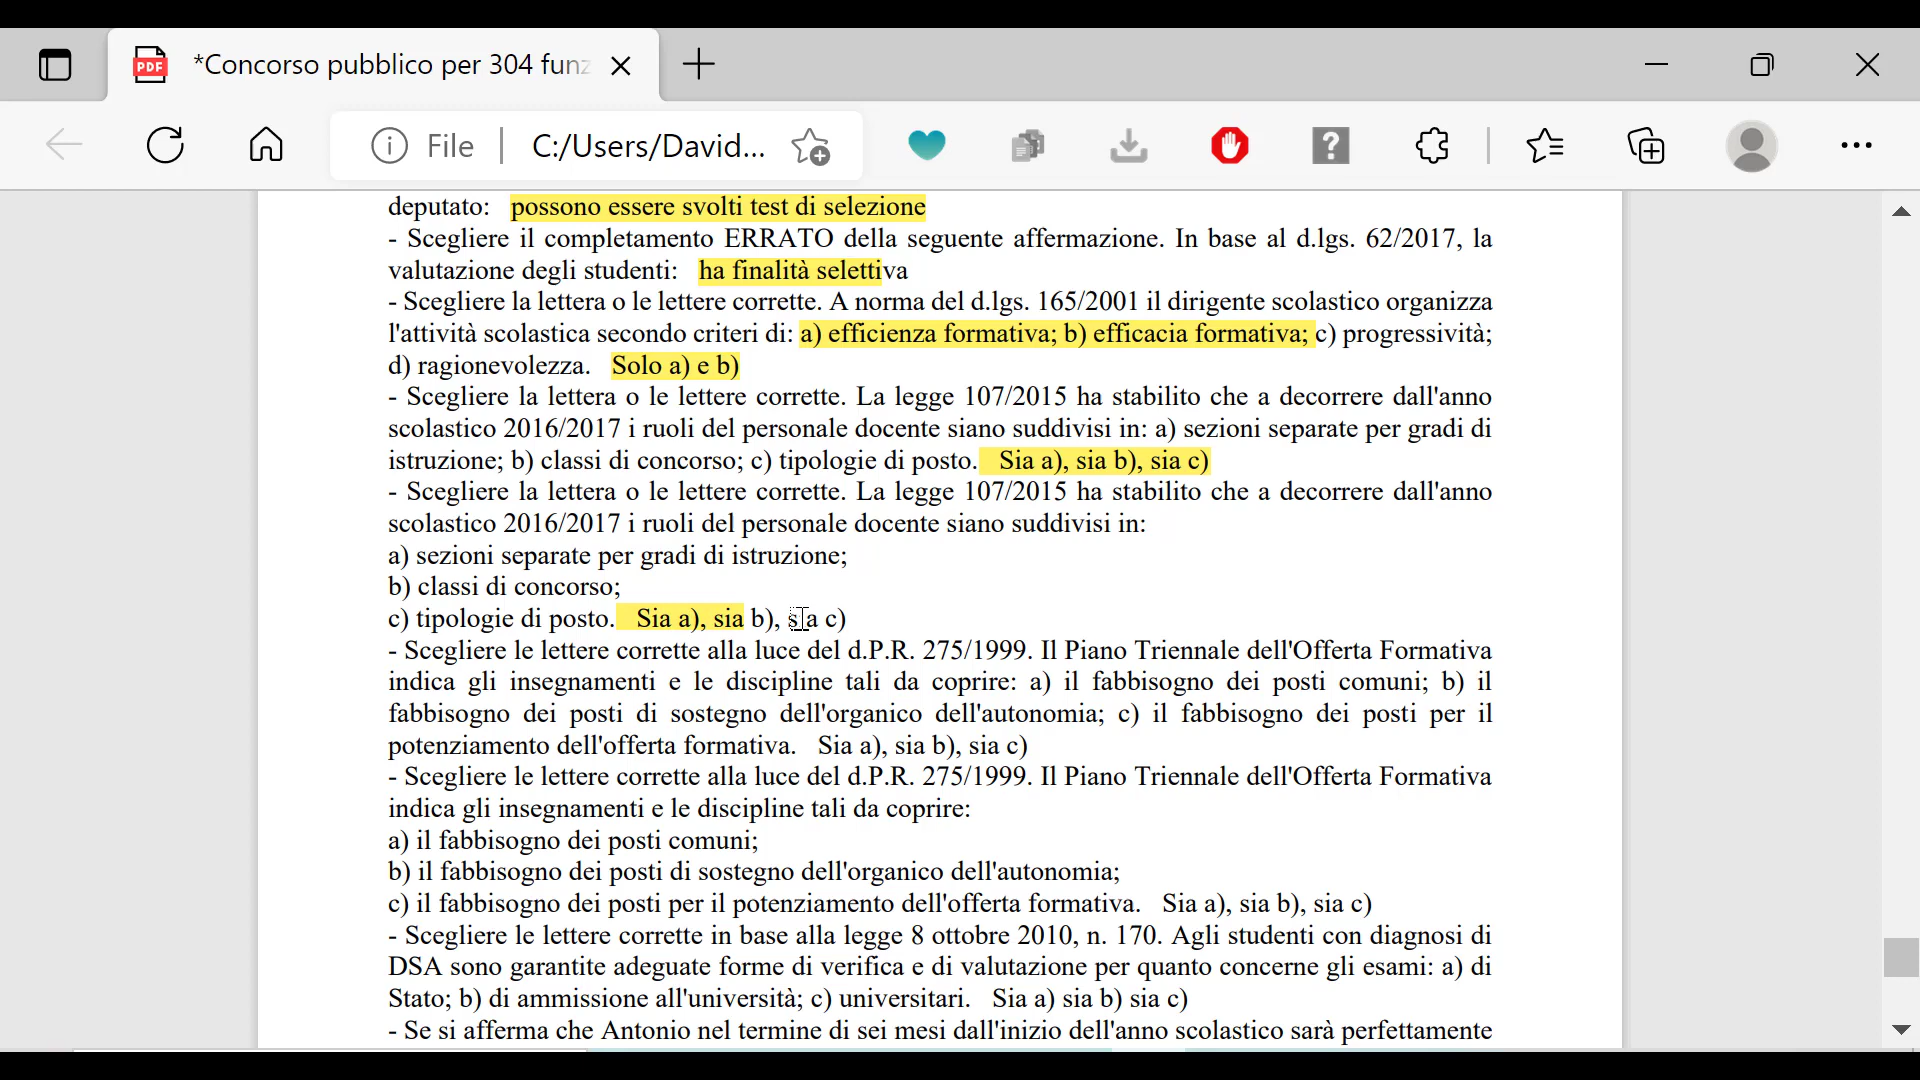 PDF
*Concorso pubblico per 304 funz
File
C:/Users/David...
deputato: possono essere svolti test di selezione
- Scegliere il completamento ERRATO della seguente affermazione. In base al d.lgs. 62/2017, la
valutazione degli studenti: ha finalità selettiva
- Scegliere la lettera o le lettere corrette. A norma del d.lgs. 165/2001 il dirigente scolastico organizza
l'attività scolastica secondo criteri di: a) efficienza formativa; b) efficacia formativa; c) progressività;
d) ragionevolezza. Solo a) e b)
- Scegliere la lettera o le lettere corrette. La legge 107/2015 ha stabilito che a decorrere dall'anno
scolastico 2016/2017 i ruoli del personale docente siano suddivisi in: a) sezioni separate per gradi di
istruzione; b) classi di concorso; c) tipologie di posto. Sia a), sia b), sia c)
- Scegliere la lettera o le lettere corrette. La legge 107/2015 ha stabilito che a decorrere dall'anno
scolastico 2016/2017 i ruoli del personale docente siano suddivisi in:
a) sezioni separate per gradi di istruzione;
b) classi di concorso;
c) tipologie di posto. Sia a), sia b), sia c)
- Scegliere le lettere corrette alla luce del d.P.R. 275/1999. Il Piano Triennale dell'Offerta Formativa
indica gli insegnamenti e le discipline tali da coprire: a) il fabbisogno dei posti comuni; b) il
fabbisogno dei posti di sostegno dell'organico dell'autonomia; c) il fabbisogno dei posti per il
potenziamento dell'offerta formativa. Sia a), sia b), sia c)
- Scegliere le lettere corrette alla luce del d.P.R. 275/1999. Il Piano Triennale dell'Offerta Formativa
indica gli insegnamenti e le discipline tali da coprire:
a) il fabbisogno dei posti comuni;
b) il fabbisogno dei posti di sostegno dell'organico dell'autonomia;
c) il fabbisogno dei posti per il potenziamento dell'offerta formativa. Sia a), sia b), sia c)
- Scegliere le lettere corrette in base alla legge 8 ottobre 2010, n. 170. Agli studenti con diagnosi di
DSA sono garantite adeguate forme di verifica e di valutazione per quanto concerne gli esami: a) di
Stato; b) di ammissione all'università; c) universitari. Sia a) sia b) sia c)
- Se si afferma che Antonio nel termine di sei mesi dall'inizio dell'anno scolastico sarà perfettamente